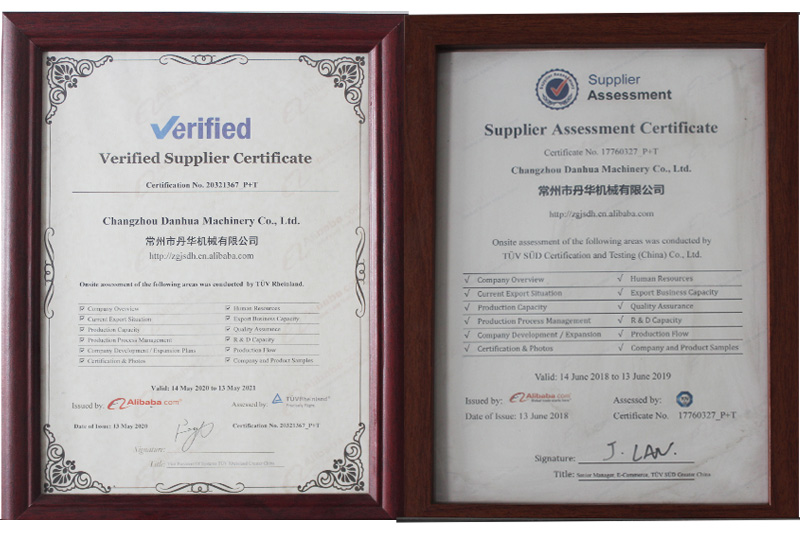 Verified
Verified Supplier Certificate
Certification No. 20321367_P+T
Changzhou Danhua Machinery Co., Ltd.
常州市丹华机械有限公司
http://zgjsdh.en.alibaba.com
Onsite assessment of the following areas was conducted by TÜV Rheinland.
Company Overview
Current Export Situation
Production Capacity
Production Process Management
Company Development / Expansion Plans
Certification & Photos
Human Resources
Export Business Capacity
Quality Assurance
R & D Capacity
Production Flow
Company and Product Samples
Valid: 14 May 2020 to 13 May 2021
Issued by: Alibaba.com
Assessed by: TÜVRheinland
Date of Issue: 13 May 2020
Certification No. 20321367_P+T
Signature:
Title:
Supplier Assessment
Supplier
Assessment
Supplier Assessment Certificate
Certificate No. 17760327_P+T
Changzhou Danhua Machinery Co., Ltd.
常州市丹华机械有限公司
http://zgjsdh.en.alibaba.com
Onsite assessment of the following areas was conducted by
TÜV SÜD Certification and Testing (China) Co., Ltd.
√ Company Overview
√ Current Export Situation
√ Production Capacity
√ Production Process Management
√ Company Development / Expansion
√ Certification & Photos
√ Human Resources
√ Export Business Capacity
√ Quality Assurance
√ R & D Capacity
√ Production Flow
√ Company and Product Samples
Valid: 14 June 2018 to 13 June 2019
Issued by: Alibaba.com
Assessed by:
Date of Issue: 13 June 2018
Certificate No. 17760327_P+T
Signature: J. LAN.
Title: Senior Manager, E-Commerce, TÜV SÜD Greater China